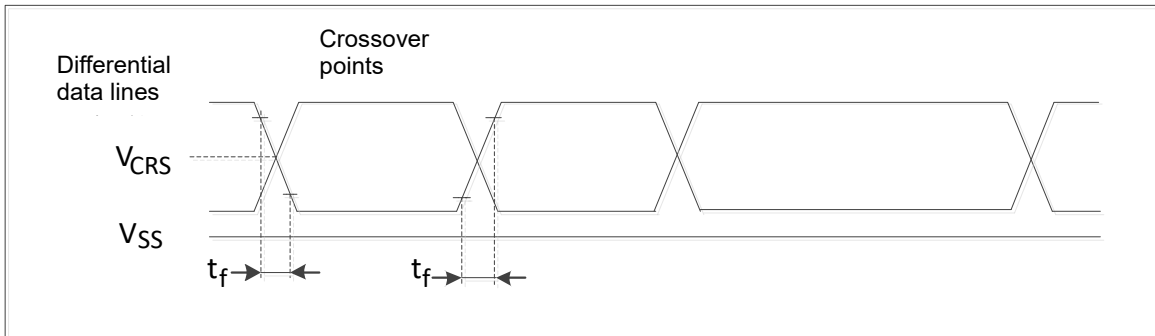 Crossover
points
Differential
data lines
VCRS
VSS
tf
tf